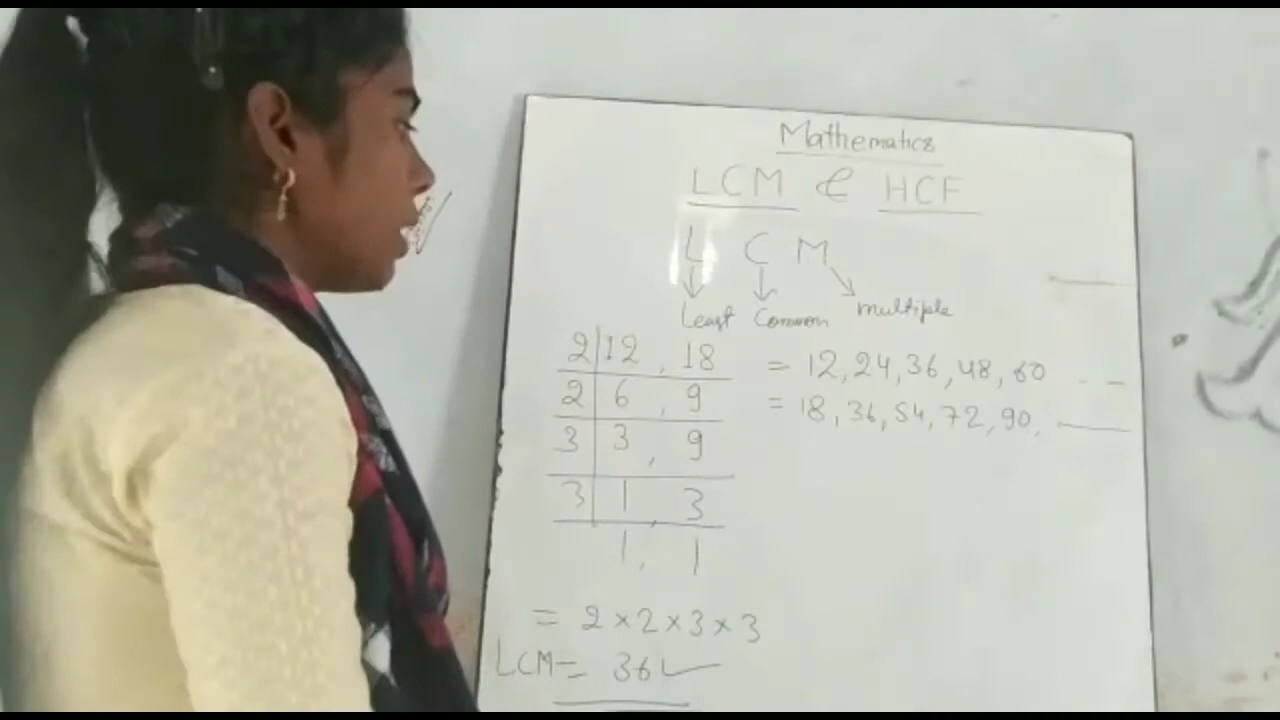 Mathematics
LCM & HCF
L C M
Least Common multiple
2 12 , 18 = 12, 24, 36, 48, 60 - -
2 6 , 9 = 18, 36, 54, 72, 90,
3 3 , 9
3 1 , 3
1 , 1
= 2 × 2 × 3 × 3
LCM = 36 ✓